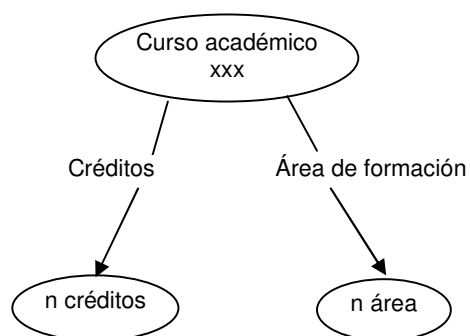 Curso académico
xxx
Créditos
Área de formación
n créditos
n área